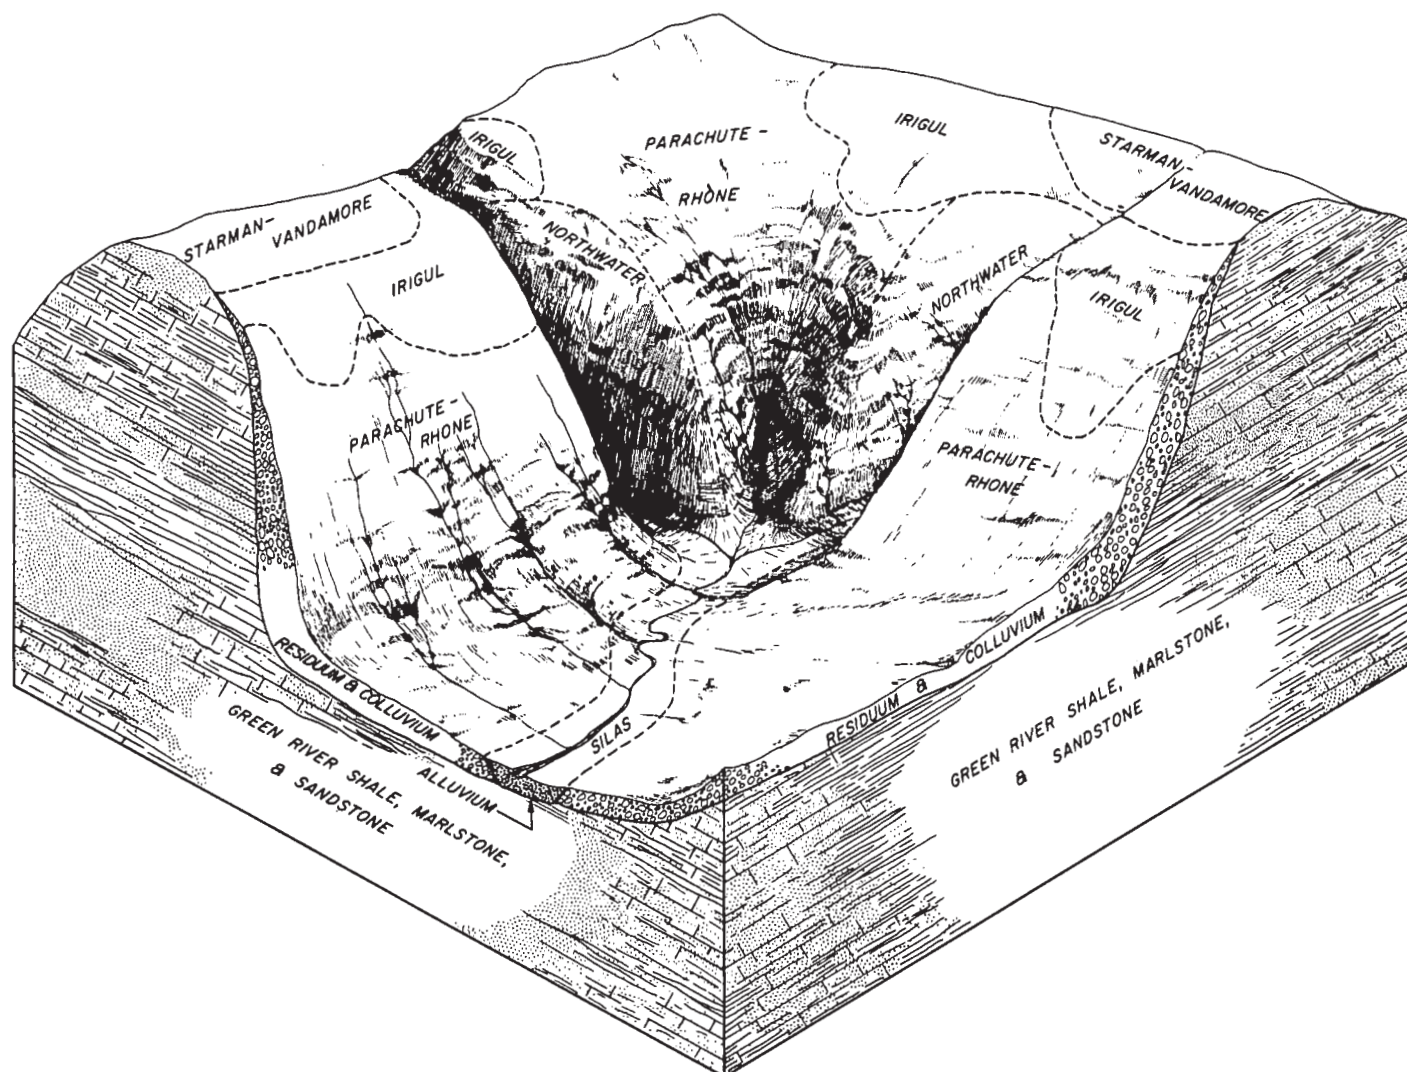 IRIGUL
PARACHUTE -
RHONE
IRIGUL
STARMAN-
VANDAMORE
STARMAN-
VANDAMORE
NORTHWATER
IRIGUL
NORTHWATER
IRIGUL
PARACHUTE -
RHONE
PARACHUTE-
RHONE
SILAS
RESIDUUM & COLLUVIUM
ALLUVIUM
RESIDUUM & COLLUVIUM
GREEN RIVER SHALE, MARLSTONE,
& SANDSTONE
GREEN RIVER SHALE, MARLSTONE,
& SANDSTONE